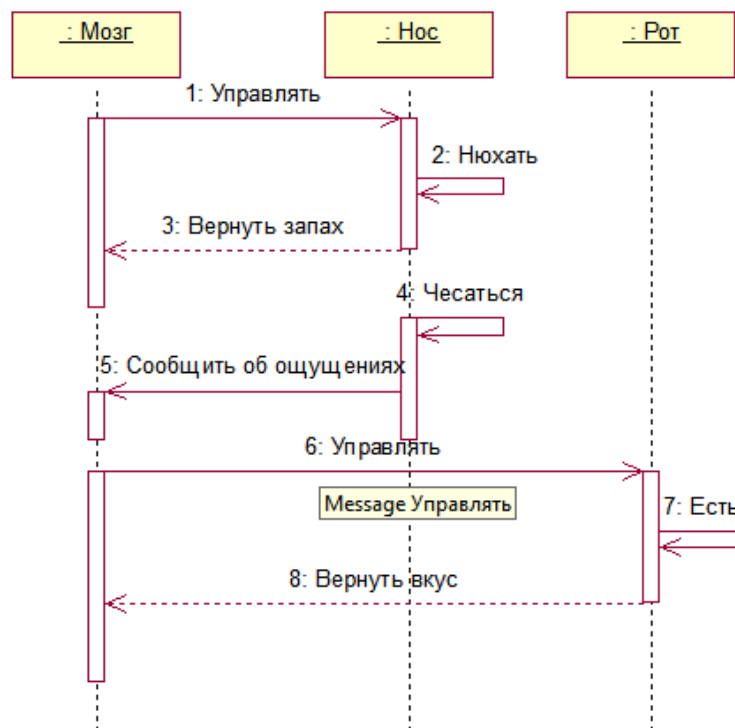 : Мозг
: Нос
: Рот
1: Управлять
2: Нюхать
3: Вернуть запах
4: Чесаться
5: Сообщить об ощущениях
6: Управлять
Message Управлять
7: Есть
8: Вернуть вкус